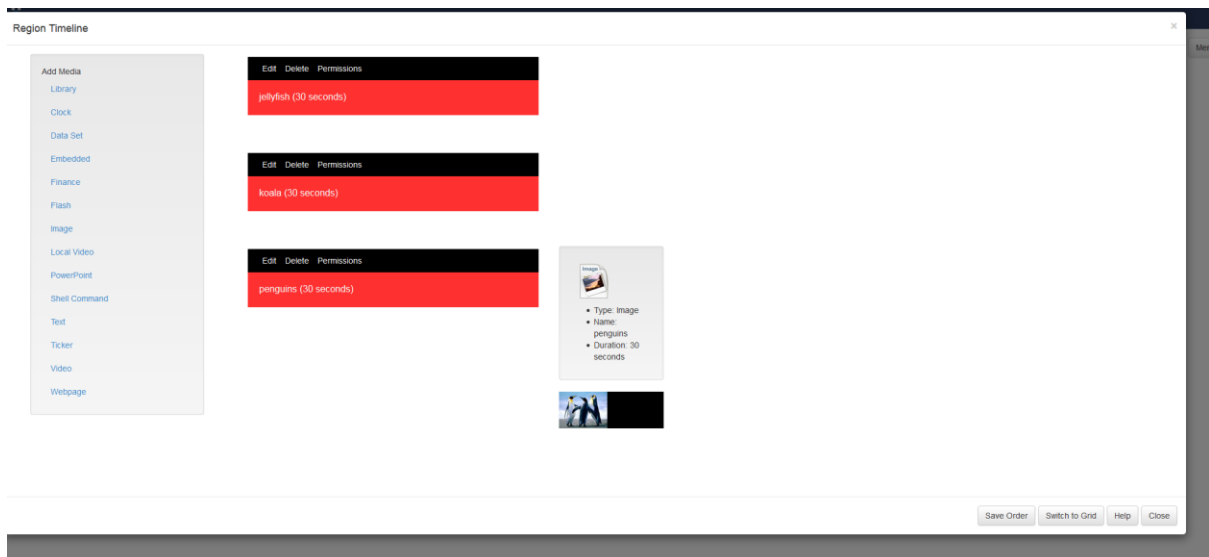 Region Timeline
×
Add Media
Library
Clock
Data Set
Embedded
Finance
Flash
Image
Local Video
PowerPoint
Shell Command
Text
Ticker
Video
Webpage
Edit Delete Permissions
jellyfish (30 seconds)
Edit Delete Permissions
koala (30 seconds)
Edit Delete Permissions
penguins (30 seconds)
Image
• Type: Image
• Name:
penguins
• Duration: 30
seconds
Save Order Switch to Grid Help Close